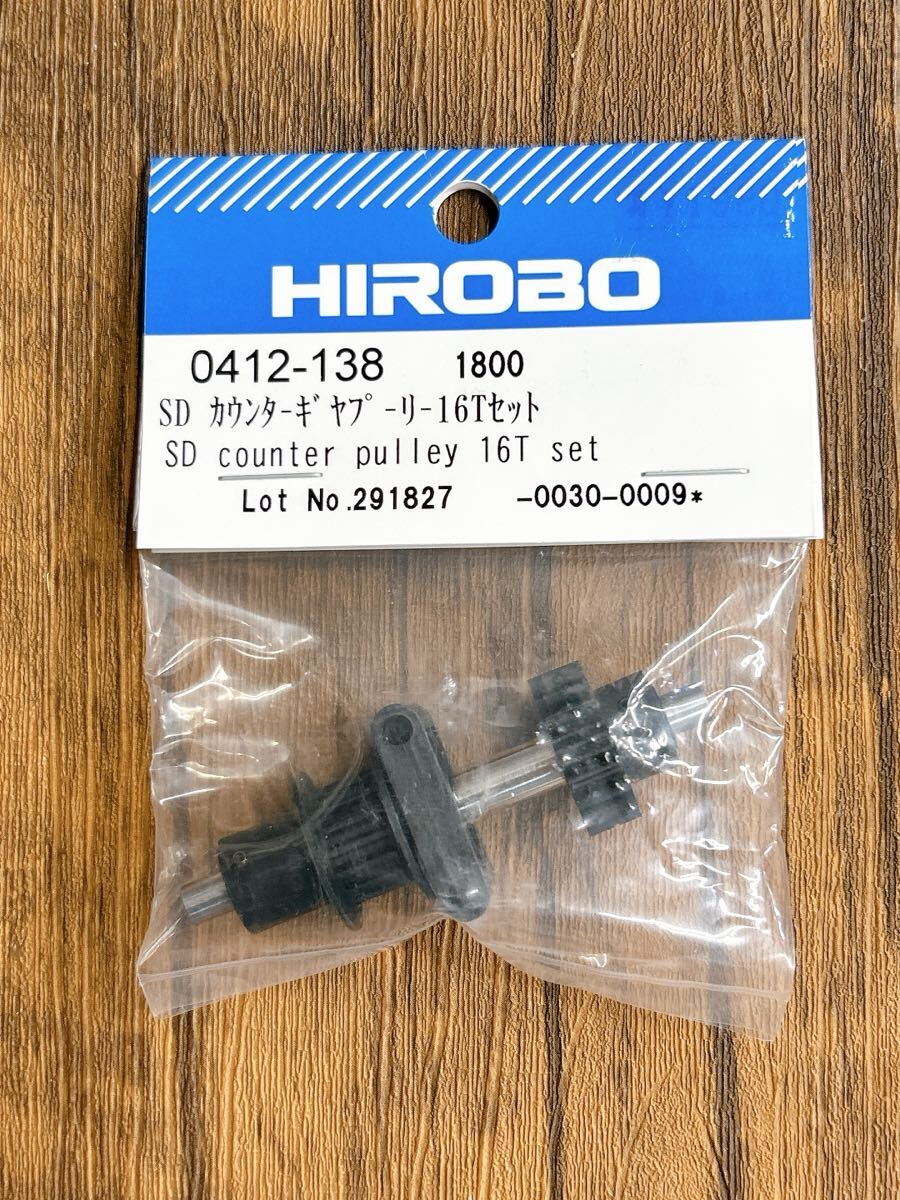 HIROBO
0412-138 1800
SD ｶｳﾝﾀｰｷﾞﾔﾌﾟｰﾘｰ16Tｾｯﾄ
SD counter pulley 16T set
Lot No.291827 -0030-0009*